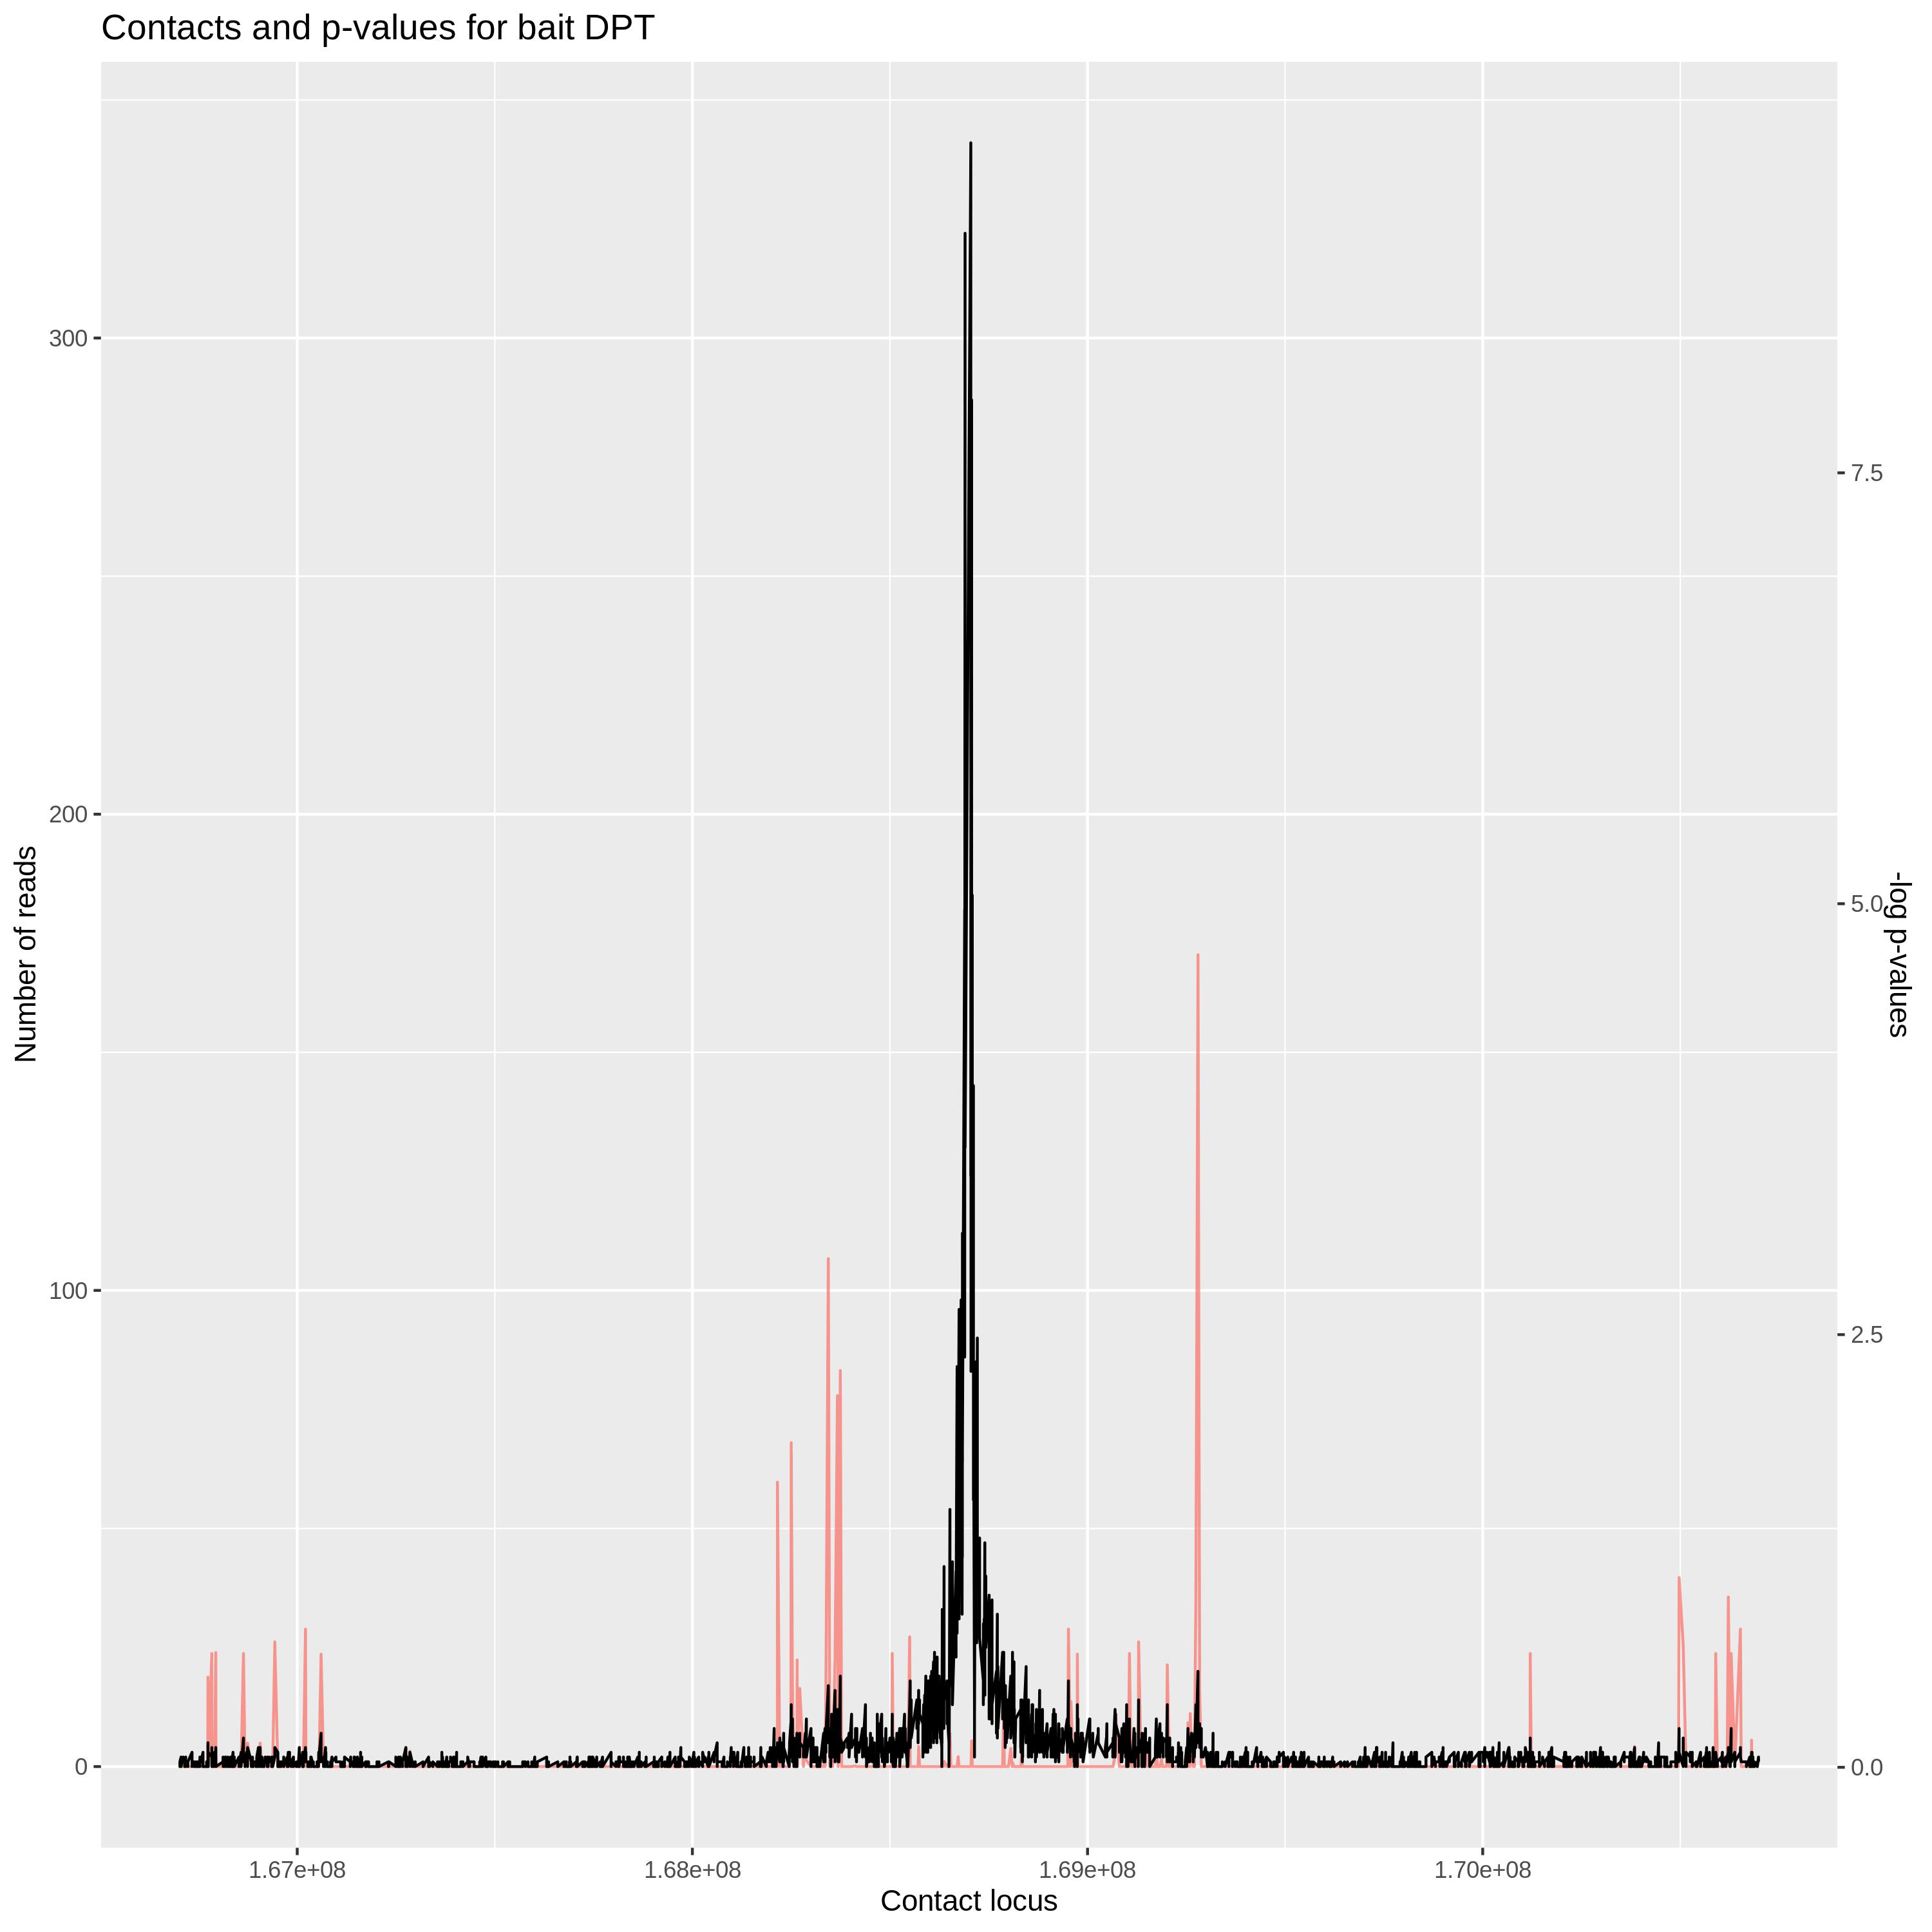 Contacts and p-values for bait DPT
300
200
100
0
Number of reads
7.5
5.0
2.5
0.0
-log p-values
1.67e+08
1.68e+08
1.69e+08
1.70e+08
Contact locus